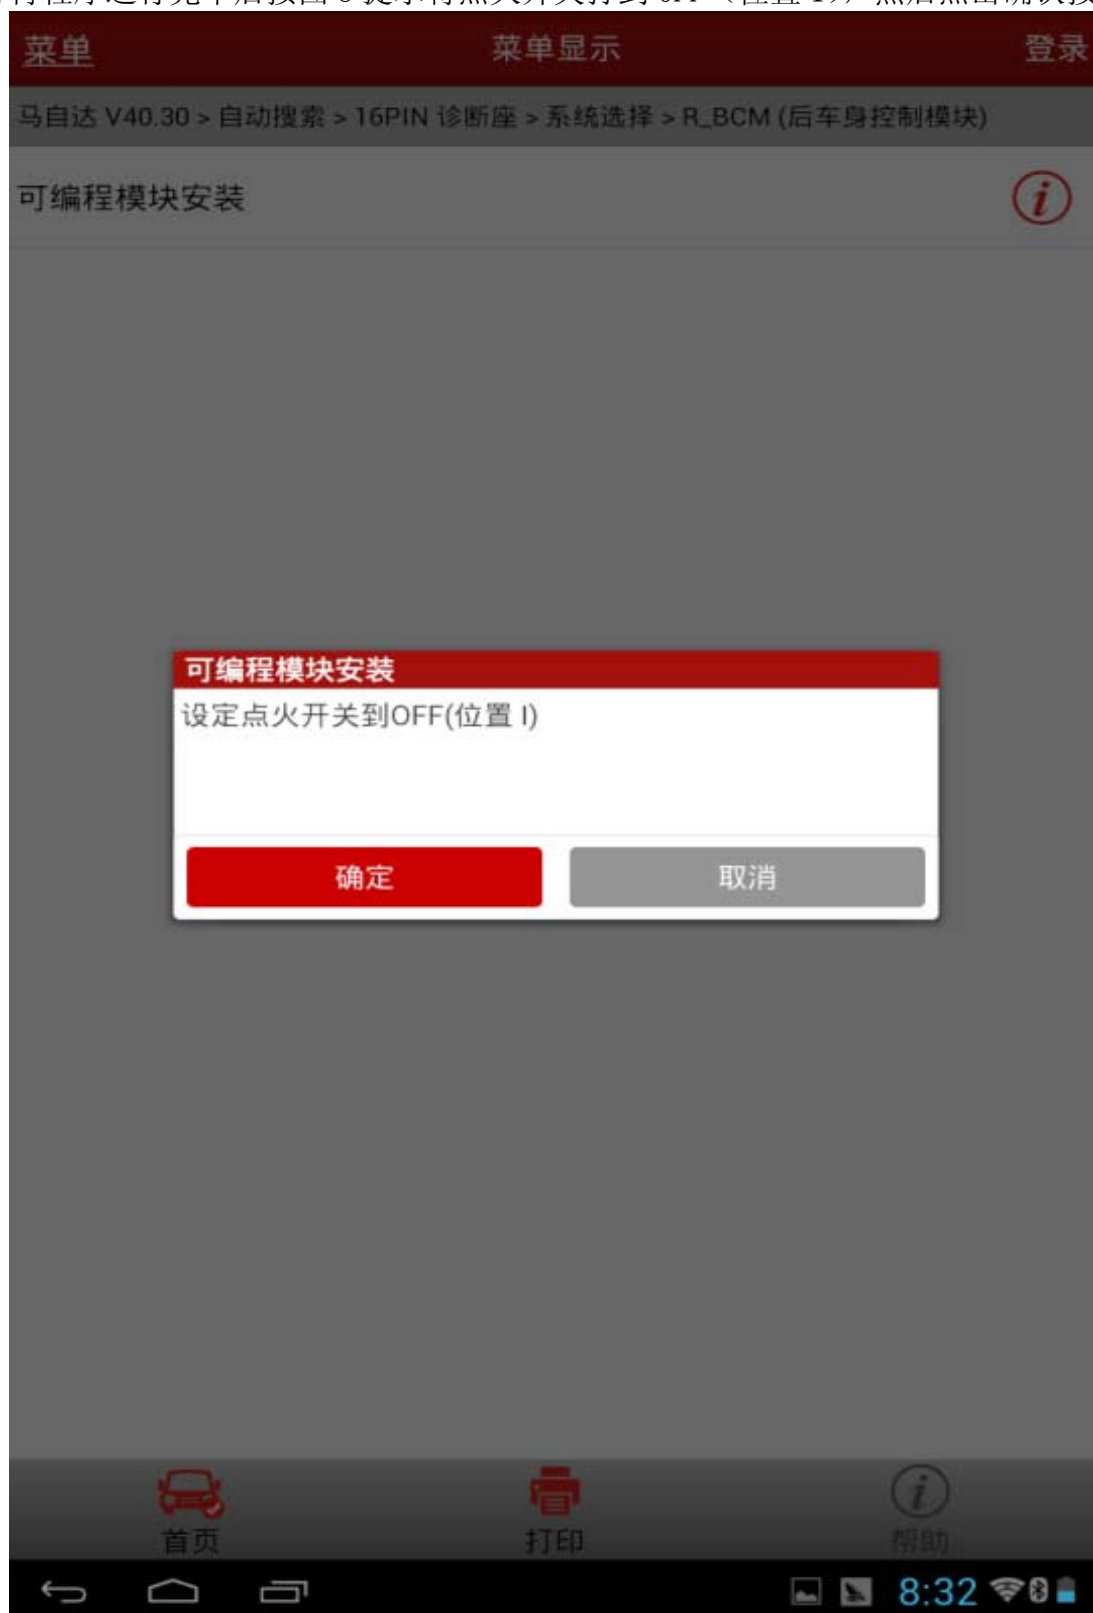 菜单 菜单显示 登录
马自达 V40.30 > 自动搜索 > 16PIN 诊断座 > 系统选择 > R_BCM (后车身控制模块)
可编程模块安装
可编程模块安装
设定点火开关到OFF(位置 I)
确定 取消
首页 打印 帮助
8:32